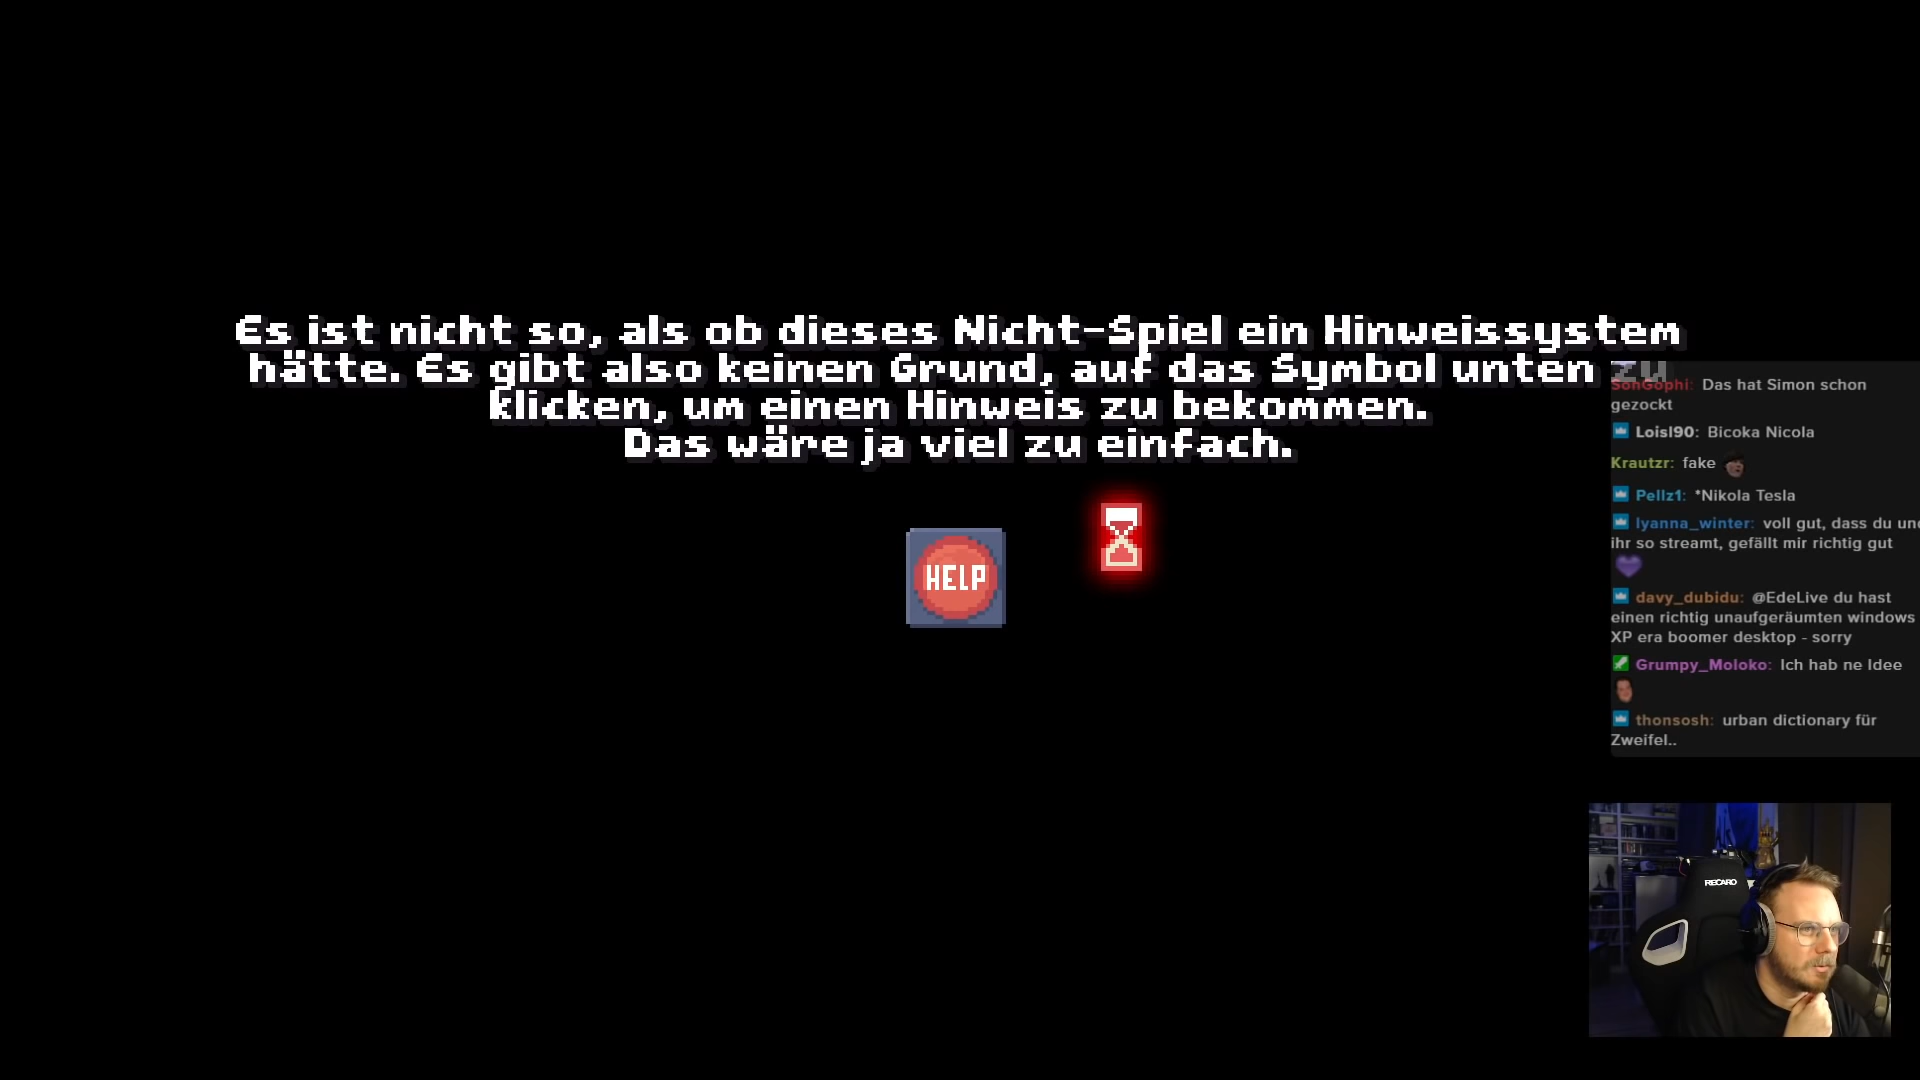 Es ist nicht so, als ob dieses Nicht-Spiel ein Hinweissystem
hätte. Es gibt also keinen Grund, auf das Symbol unten zu
klicken, um einen Hinweis zu bekommen.
Das wäre ja viel zu einfach.
HELP
SonGophi: Das hat Simon schon
gezockt
Loisl90: Bicoka Nicola
Krautzr: fake
Pellz1: *Nikola Tesla
lyanna_winter: voll gut, dass du und
ihr so streamt, gefällt mir richtig gut
davy_dubidu: @EdeLive du hast
einen richtig unaufgeräumten windows
XP era boomer desktop - sorry
Grumpy_Moloko: Ich hab ne Idee
thonsosh: urban dictionary für
Zweifel..
RECARO